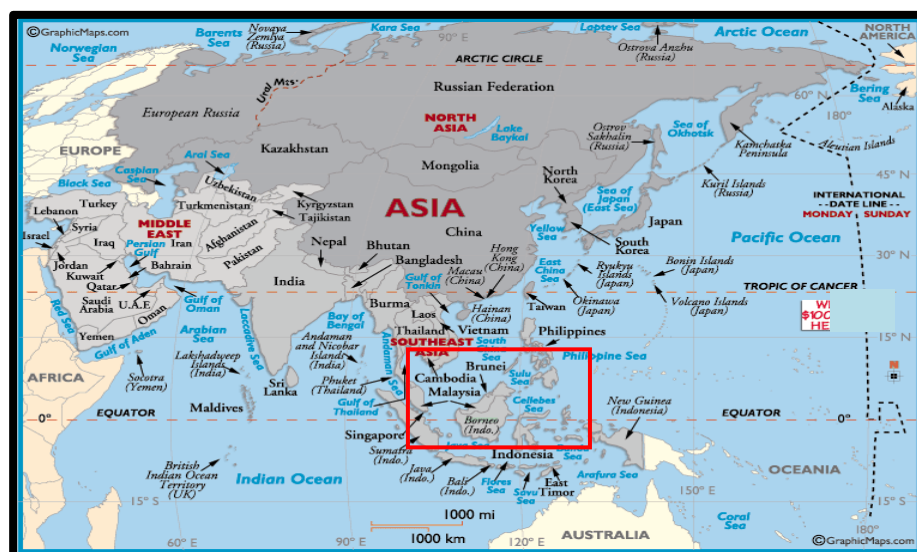 ©GraphicMaps.com
Norwegian
Sea
Barents
Sea
Novaya
Zemlya
(Russia)
Kara Sea
90° E
Laptev Sea
Ostrova Anzhu
(Russia)
Arctic Ocean
NORTH
AMERICA
ARCTIC CIRCLE
Alaska
Bering
Sea
60° N
180°
Ural Mts.
European Russia
Russian Federation
NORTH
ASIA
Lake
Baykal
Ostrov
Sakhalin
(Russia)
Sea of
Okhotsk
Kamchatka
Peninsula
Aleutian Islands
EUROPE
Kazakhstan
Mongolia
Aral Sea
Caspian
Sea
Black Sea
Uzbekistan
Turkmenistan
Kyrgyzstan
Tajikistan
North
Korea
Kuril Islands
(Russia)
45° N
INTERNATIONAL
DATE LINE
MONDAY
SUNDAY
Lebanon
Turkey
Syria
Israel
Iraq
MIDDLE
EAST
Iran
Afghanistan
Pakistan
ASIA
China
Sea of
Japan
(East Sea)
Japan
South
Korea
Yellow
Sea
Pacific Ocean
Persian
Gulf
Jordan
Kuwait
Bahrain
Qatar
Saudi
Arabia
U.A.E.
Oman
Yemen
Nepal
Bhutan
Bangladesh
India
Hong
Kong
(China)
Macau
(China)
Gulf of
Tonkin
Hainan
(China)
East
China
Sea
Ryukyu
Islands
(Japan)
Okinawa
(Japan)
Bonin Islands
(Japan)
Volcano Islands
(Japan)
30° N
TROPIC OF CANCER
Taiwan
$100
HE
Red Sea
Gulf of Aden
Gulf of
Oman
Arabian
Sea
Laccadive Sea
Bay of
Bengal
Burma
Laos
Thailand
Vietnam
SOUTHEAST
ASIA
South
Sea
Philippines
Philippine Sea
Andaman
and Nicobar
Islands
(India)
Andaman Sea
Lakshadweep
Islands
(India)
Socotra
(Yemen)
Phuket
(Thailand)
Sri
Lanka
Maldives
Gulf of
Thailand
Cambodia
Malaysia
Brunei
Sulu
Sea
Cellebes
Sea
Borneo
(Indo.)
New Guinea
(Indonesia)
AFRICA
0°
EQUATOR
EQUATOR
0°
Singapore
Sumatra
(Indo.)
Sea
Indonesia
Sea
Java
(Indo.)
Bali
(Indo.)
Flores
Sea
Savu
Sea
East
Timor
Arafura Sea
OCEANIA
British
Indian Ocean
Territory
(UK)
Indian Ocean
15° S
15° S
150° E
Coral
Sea
1000 mi
1000 km
60° E
90° E
120° E
AUSTRALIA
©GraphicMaps.com